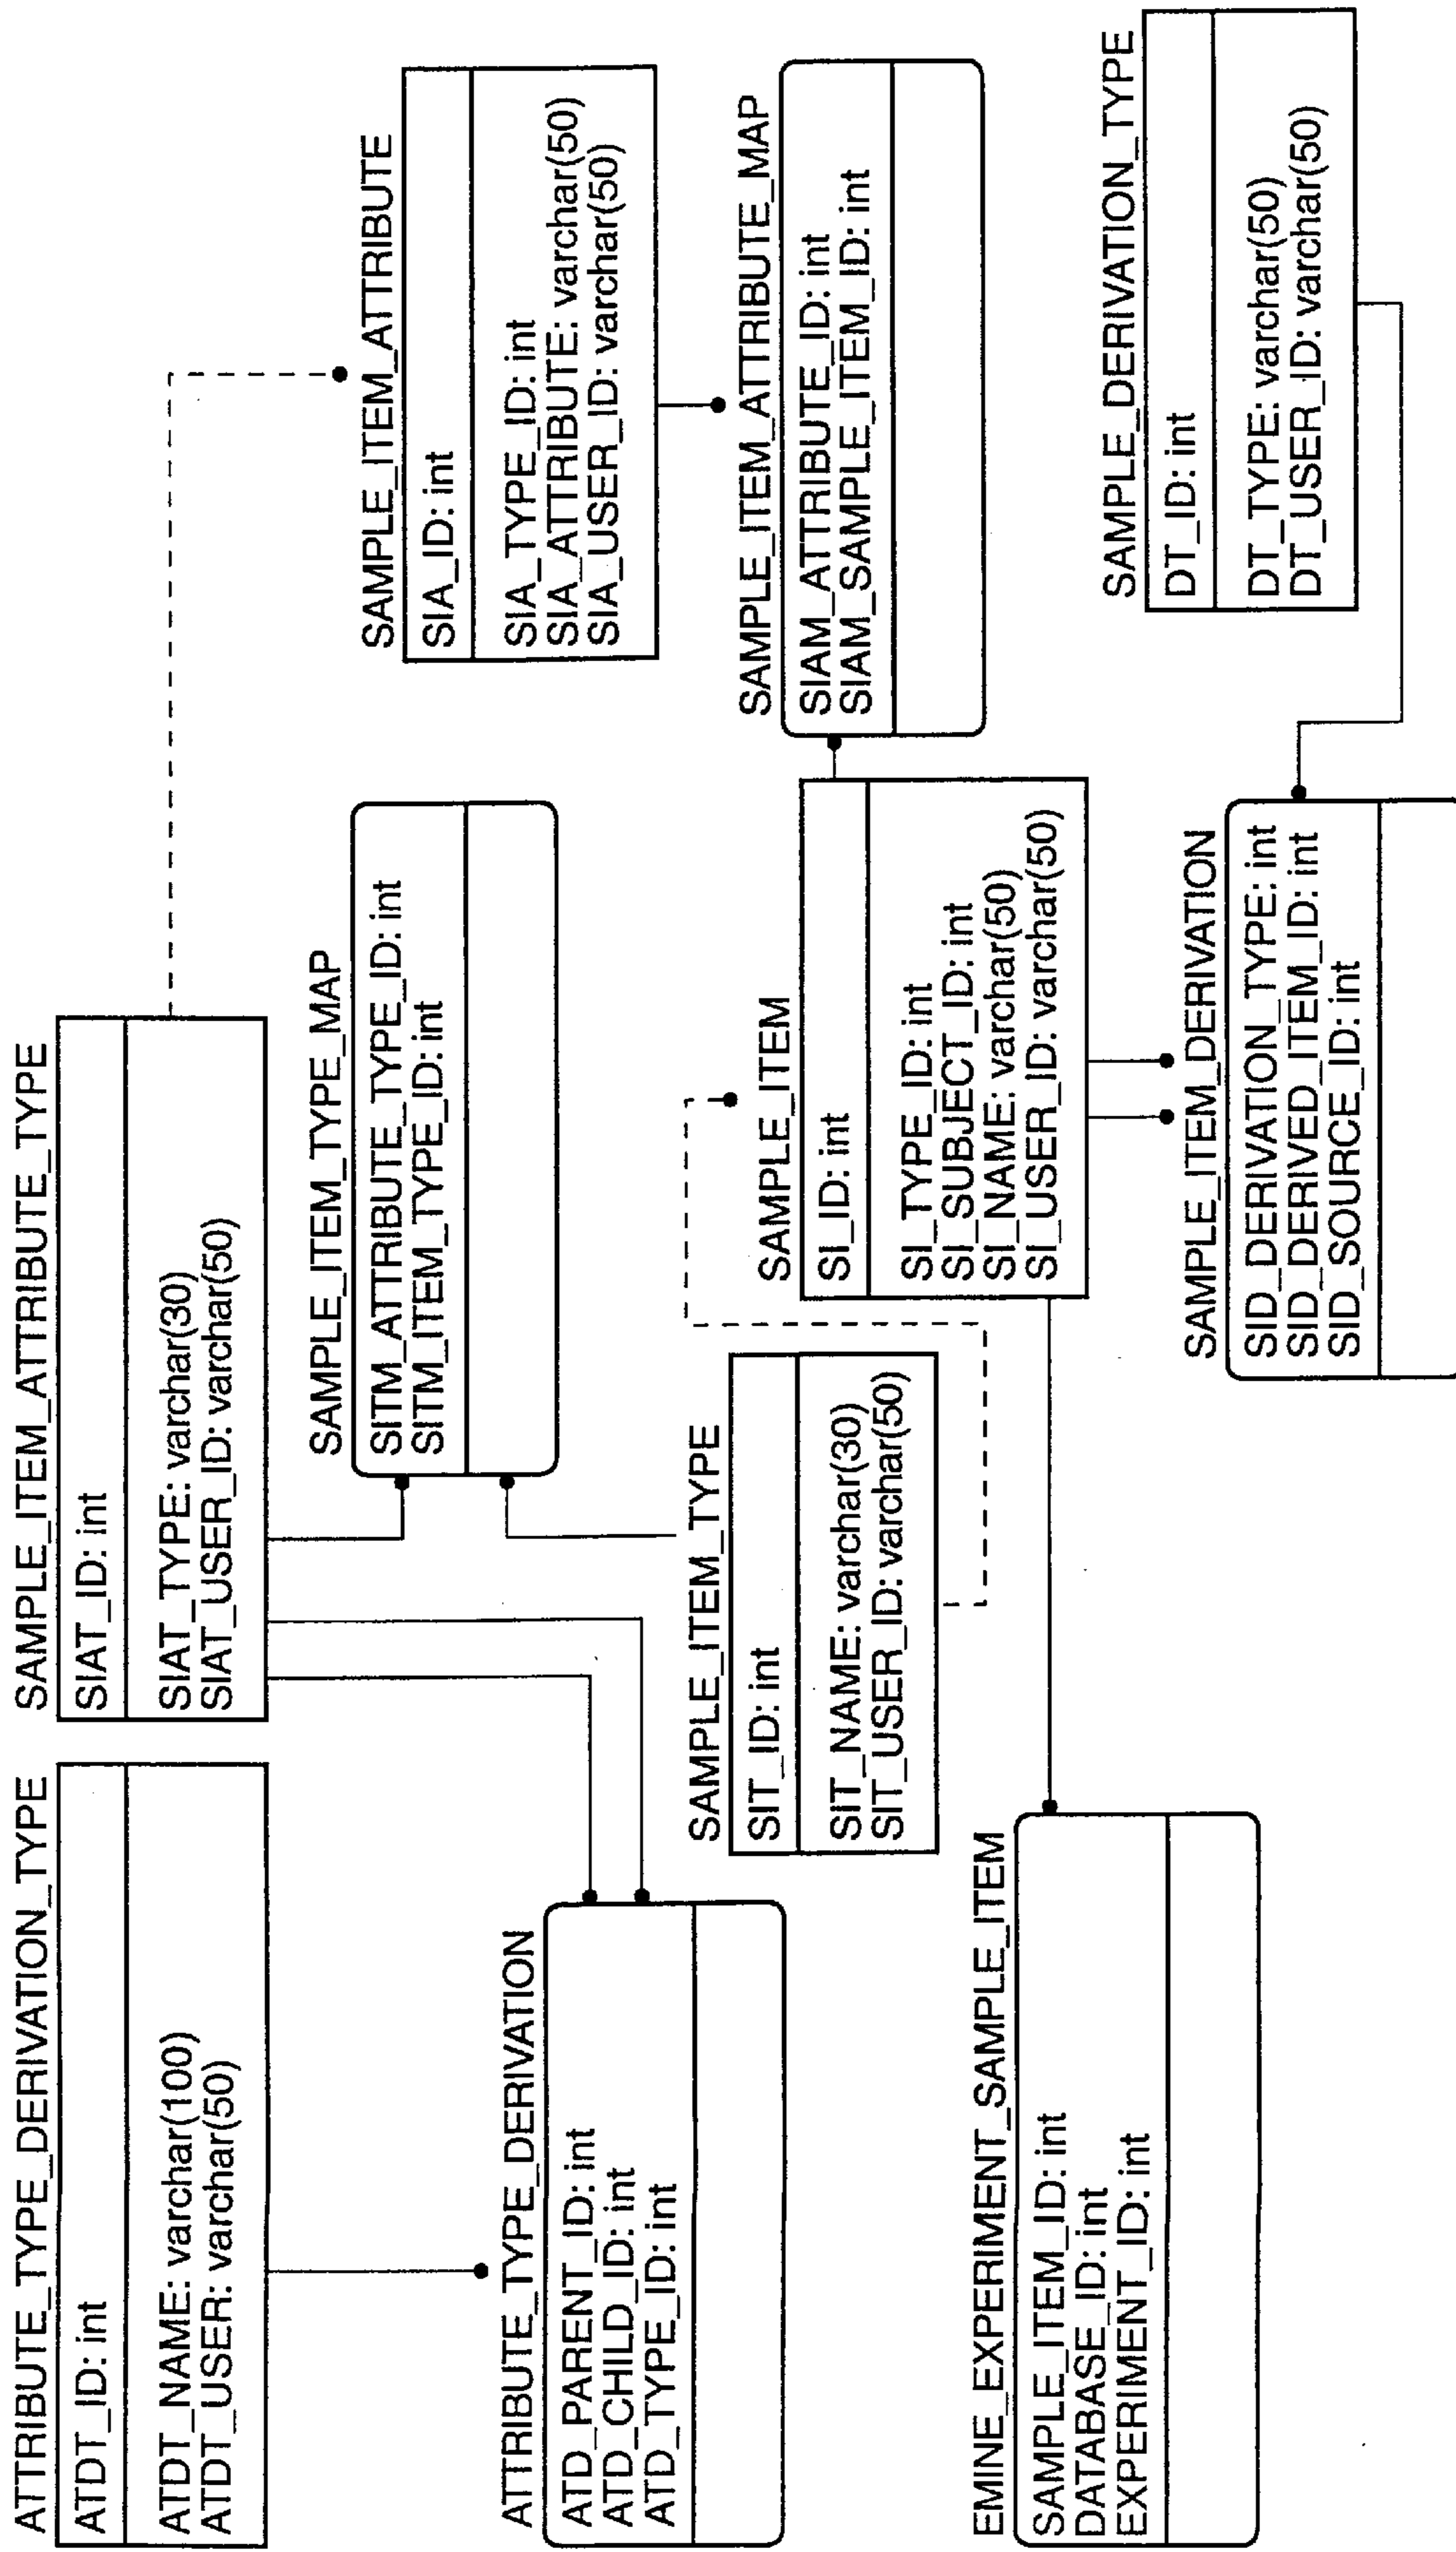 ATTRIBUTE_TYPE_DERIVATION_TYPE
ATDT_ID: int
ATDT_NAME: varchar(100)
ATDT_USER: varchar(50)
SAMPLE_ITEM_ATTRIBUTE_TYPE
SIAT_ID: int
SIAT_TYPE: varchar(30)
SIAT_USER_ID: varchar(50)
SAMPLE_ITEM_TYPE_MAP
SITM_ATTRIBUTE_TYPE_ID: int
SITM_ITEM_TYPE_ID: int
SAMPLE_ITEM_ATTRIBUTE
SIA_ID: int
SIA_TYPE_ID: int
SIA_ATTRIBUTE: varchar(50)
SIA_USER_ID: varchar(50)
ATTRIBUTE_TYPE_DERIVATION
ATD_PARENT_ID: int
ATD_CHILD_ID: int
ATD_TYPE_ID: int
SAMPLE_ITEM_TYPE
SIT_ID: int
SIT_NAME: varchar(30)
SIT_USER_ID: varchar(50)
SAMPLE_ITEM
SI_ID: int
SI_TYPE_ID: int
SI_SUBJECT_ID: int
SI_NAME: varchar(50)
SI_USER_ID: varchar(50)
SAMPLE_ITEM_ATTRIBUTE_MAP
SIAM_ATTRIBUTE_ID: int
SIAM_SAMPLE_ITEM_ID: int
EMINE_EXPERIMENT_SAMPLE_ITEM
SAMPLE_ITEM_ID: int
DATABASE_ID: int
EXPERIMENT_ID: int
SAMPLE_ITEM_DERIVATION
SID_DERIVATION_TYPE: int
SID_DERIVED_ITEM_ID: int
SID_SOURCE_ID: int
SAMPLE_DERIVATION_TYPE
DT_ID: int
DT_TYPE: varchar(50)
DT_USER_ID: varchar(50)